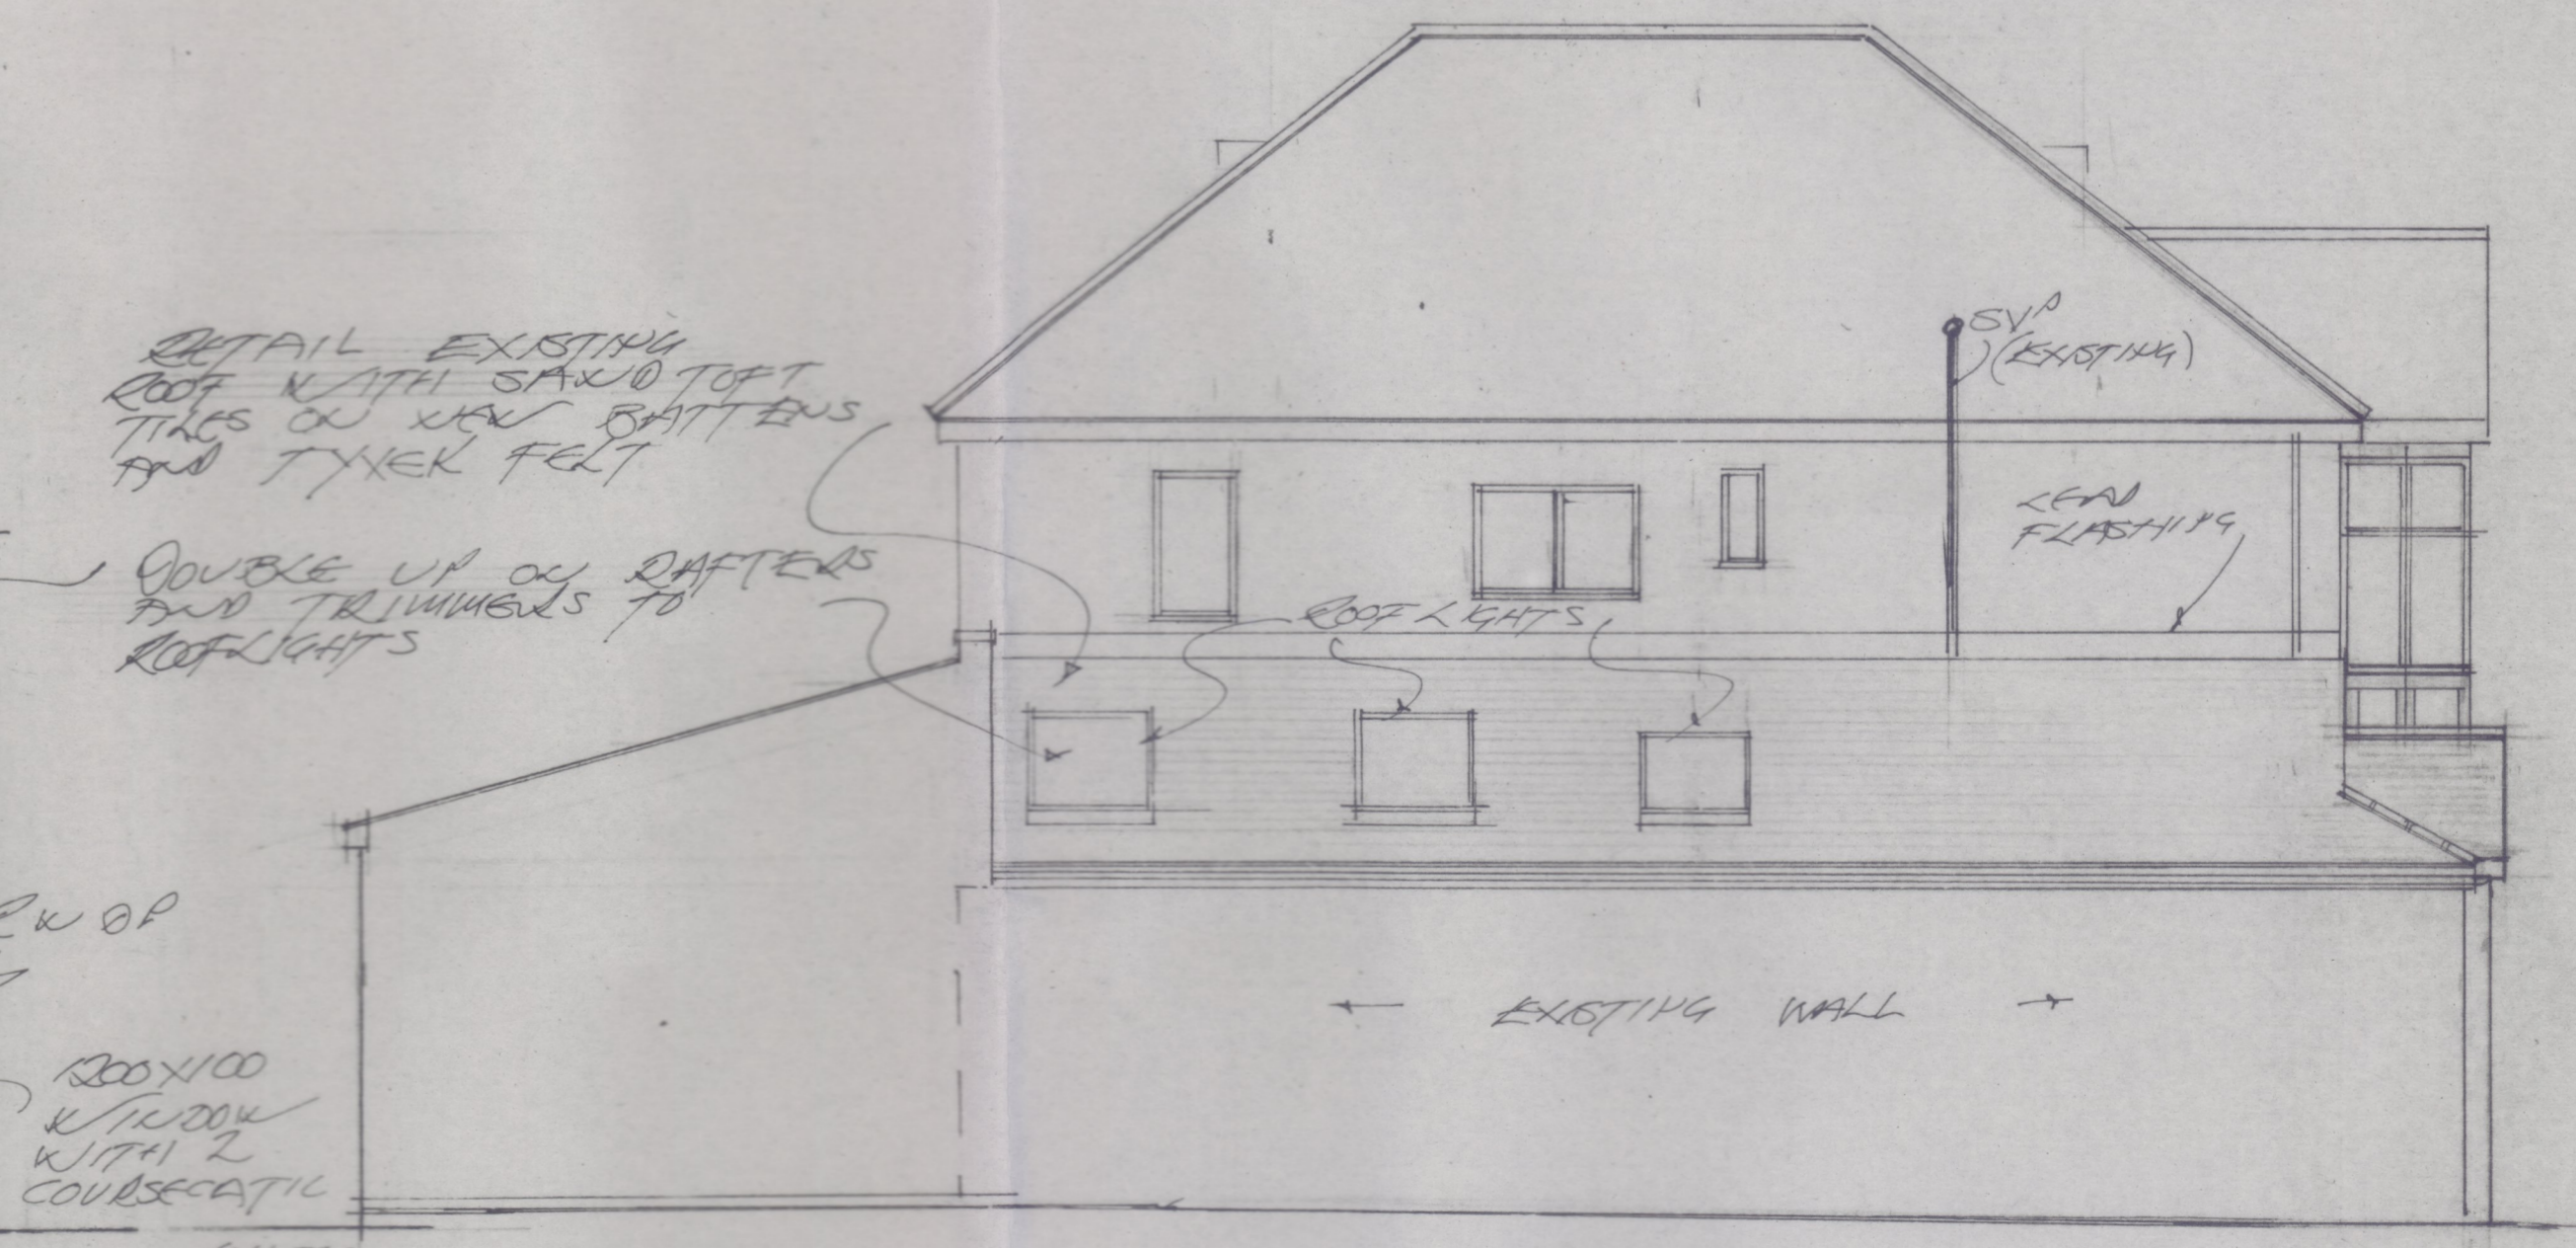 RETAIL EXISTING
ROOF WITH SANDTOFT
TILES ON NEW BATTENS
AND TYVEK FELT
DOUBLE UP ON RAFTERS
AND TRIMMERS TO
ROOFLIGHTS
SVP
(EXISTING)
LEAD
FLASHING
ROOFLIGHTS
EXISTING WALL
1200X100
WINDOW
WITH 2
COURSE